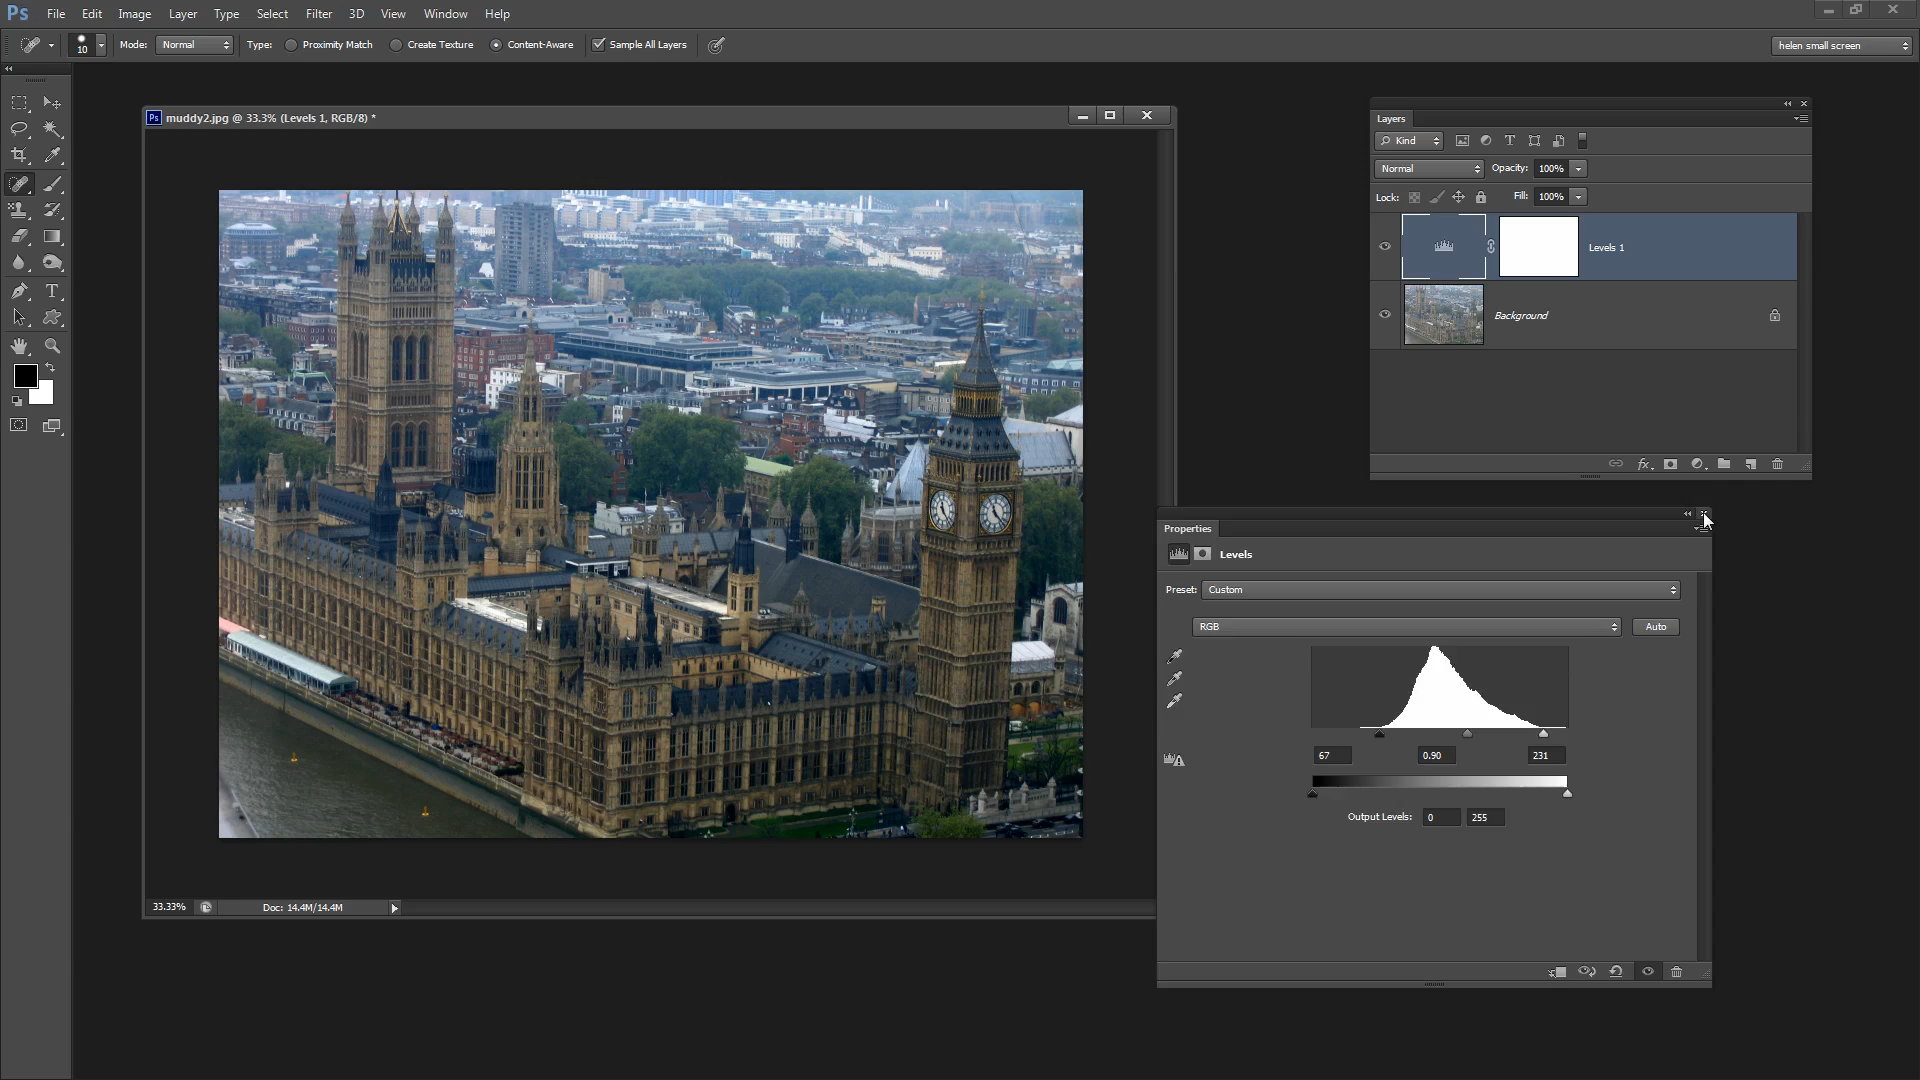 Ps File Edit Image Layer Type Select Filter 3D View Window Help
10 Mode: Normal Type: Proximity Match Create Texture Content-Aware Sample All Layers helen small screen
Ps muddy2.jpg @ 33.3% (Levels 1, RGB/8) *
Layers
Kind
Normal Opacity: 100%
Lock: Fill: 100%
Levels 1
Background
Properties
Levels
Preset: Custom
RGB Auto
67 0.90 231
Output Levels: 0 255
33.33% Doc: 14.4M/14.4M